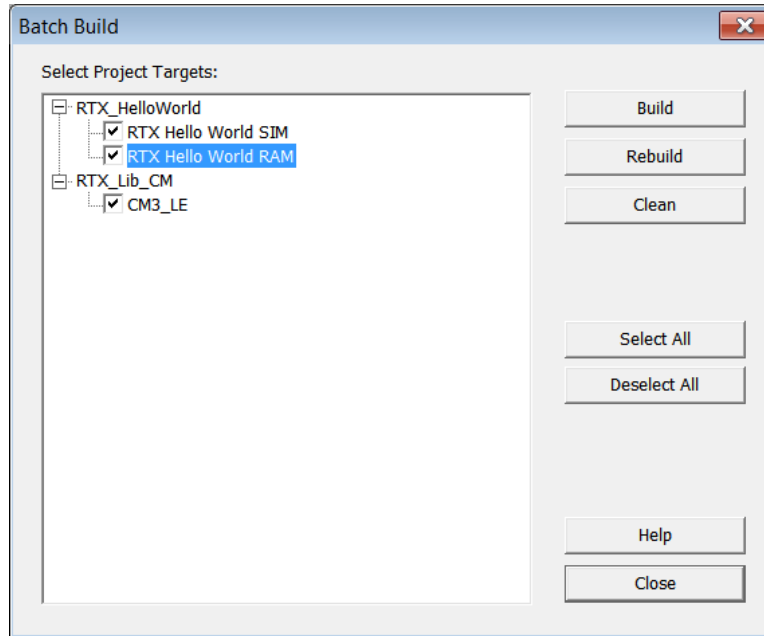 Batch Build
Select Project Targets:
RTX_HelloWorld
RTX Hello World SIM
RTX Hello World RAM
RTX_Lib_CM
CM3_LE
Build
Rebuild
Clean
Select All
Deselect All
Help
Close